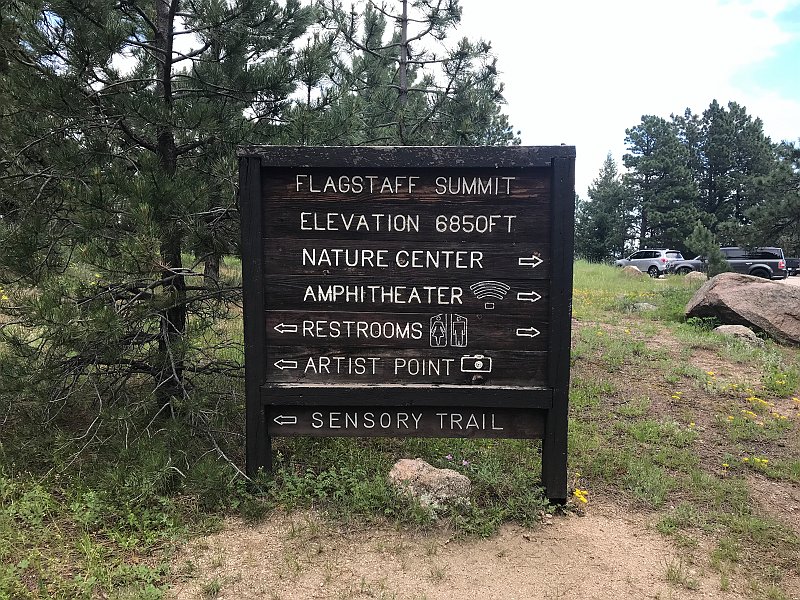 FLAGSTAFF SUMMIT
ELEVATION 6850FT
NATURE CENTER
AMPHITHEATER
RESTROOMS
ARTIST POINT
SENSORY TRAIL